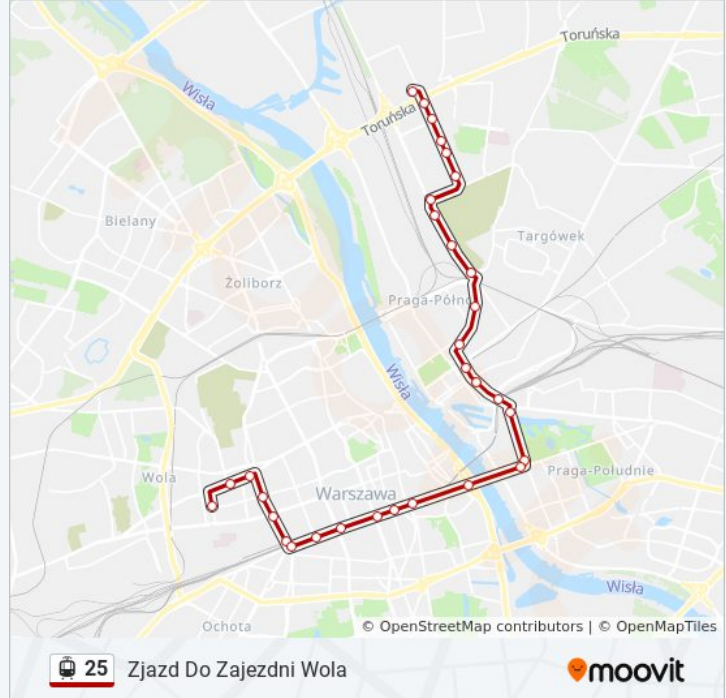 Toruńska
Wisła
Toruńska
Bielany
Targówek
Żoliborz
Praga-Półno
Wisła
Wola
Praga-Południe
Warszawa
Wisła
Ochota
© OpenStreetMap contributors | © OpenMapTiles
25 Zjazd Do Zajezdni Wola
moovit